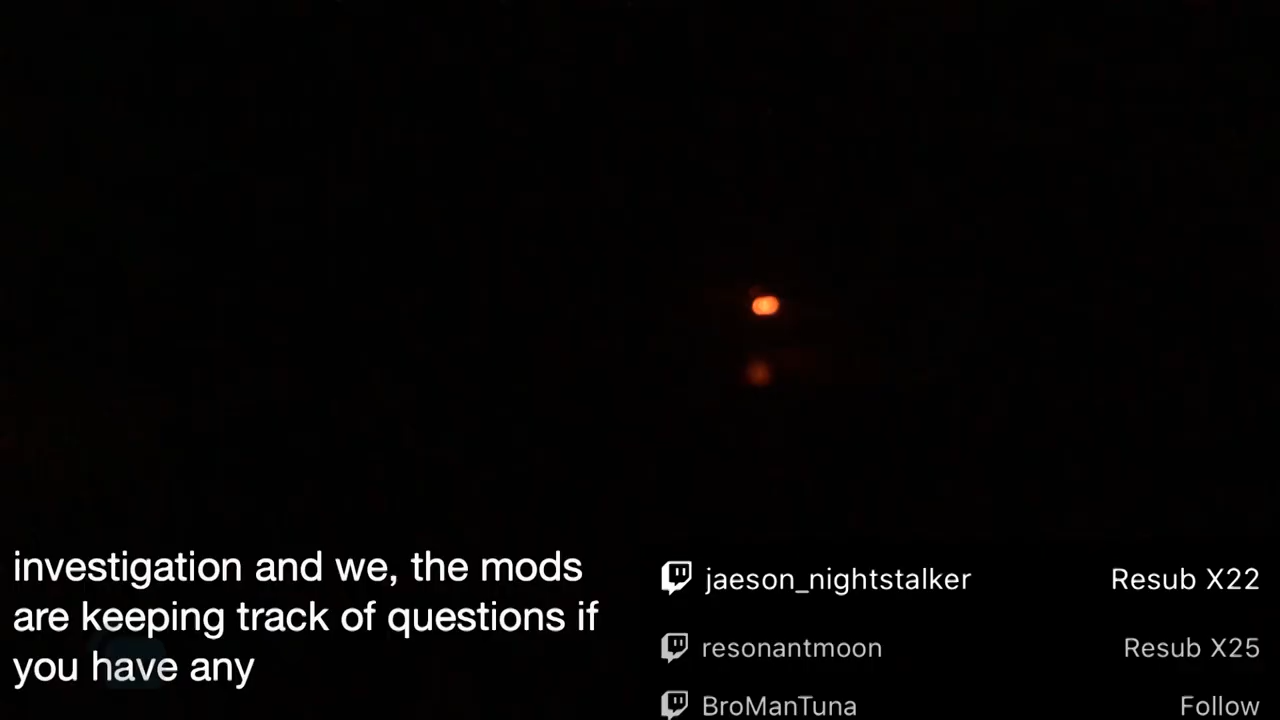 investigation and we, the mods
are keeping track of questions if
you have any
jaeson_nightstalker Resub X22
resonantmoon Resub X25
BroManTuna Follow